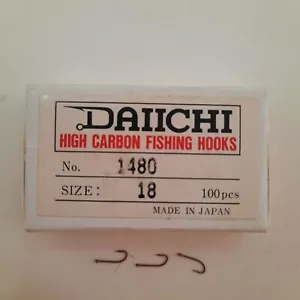 DAIICHI
HIGH CARBON FISHING HOOKS
No. 1480
SIZE: 18 100pcs
MADE IN JAPAN